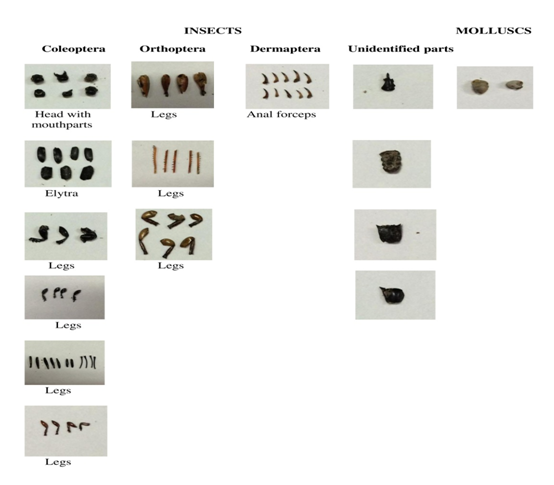 INSECTS
MOLLUSCS
Coleoptera
Orthoptera
Dermaptera
Unidentified parts
Head with
mouthparts
Legs
Anal forceps
Elytra
Legs
Legs
Legs
Legs
Legs
Legs